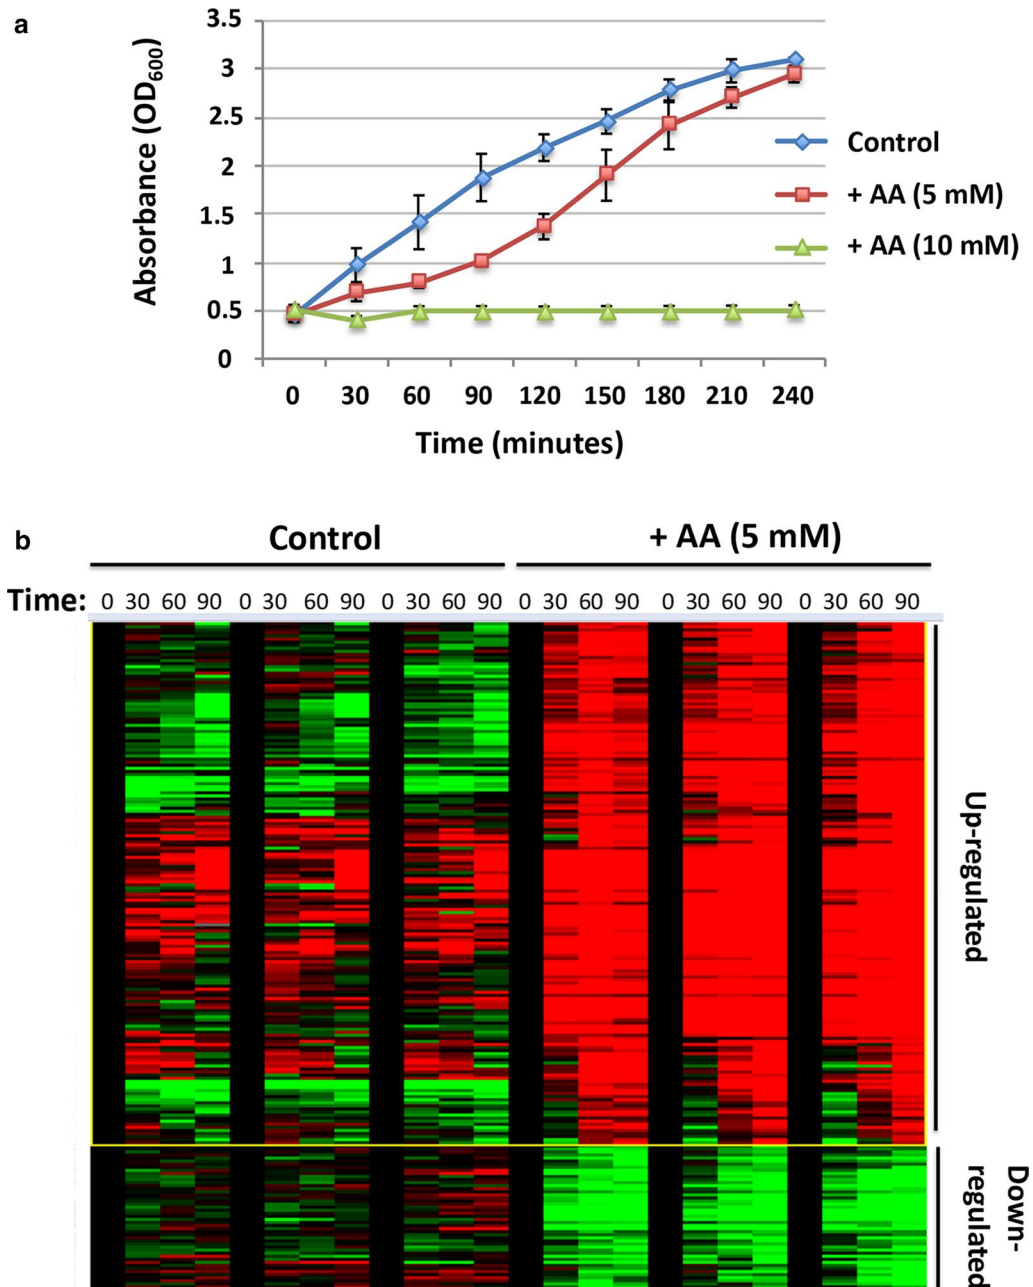 a
Absorbance (OD600)
3.5
3
2.5
2
1.5
1
0.5
0
0 30 60 90 120 150 180 210 240
Time (minutes)
Control
+ AA (5 mM)
+ AA (10 mM)
b
Control + AA (5 mM)
Time: 0 30 60 90 0 30 60 90 0 30 60 90 0 30 60 90 0 30 60 90 0 30 60 90
Up-regulated
Down-
regulated